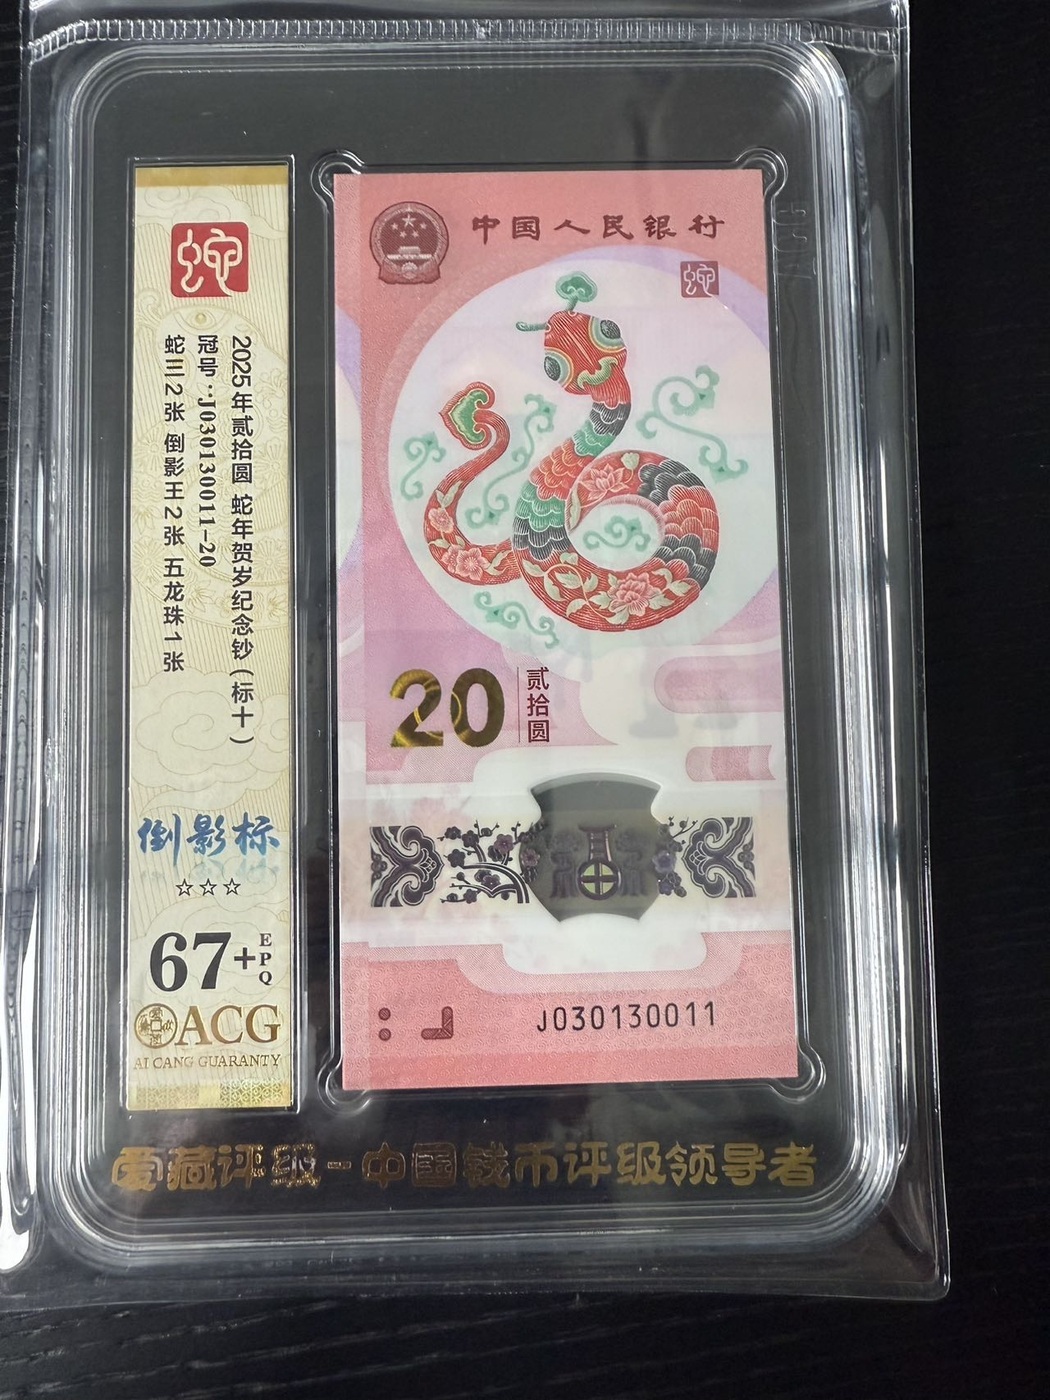 蛇
2025年贰拾圆 蛇年贺岁纪念钞(标十)
冠号:J030130011-20
蛇三2张 倒影王2张 五龙珠1张
倒影标
☆☆☆
67+
EPQ
ACG
AI CANG GUARANTY
中国人民银行
蛇
20
贰拾圆
J030130011
爱藏评级-中国钱币评级领导者